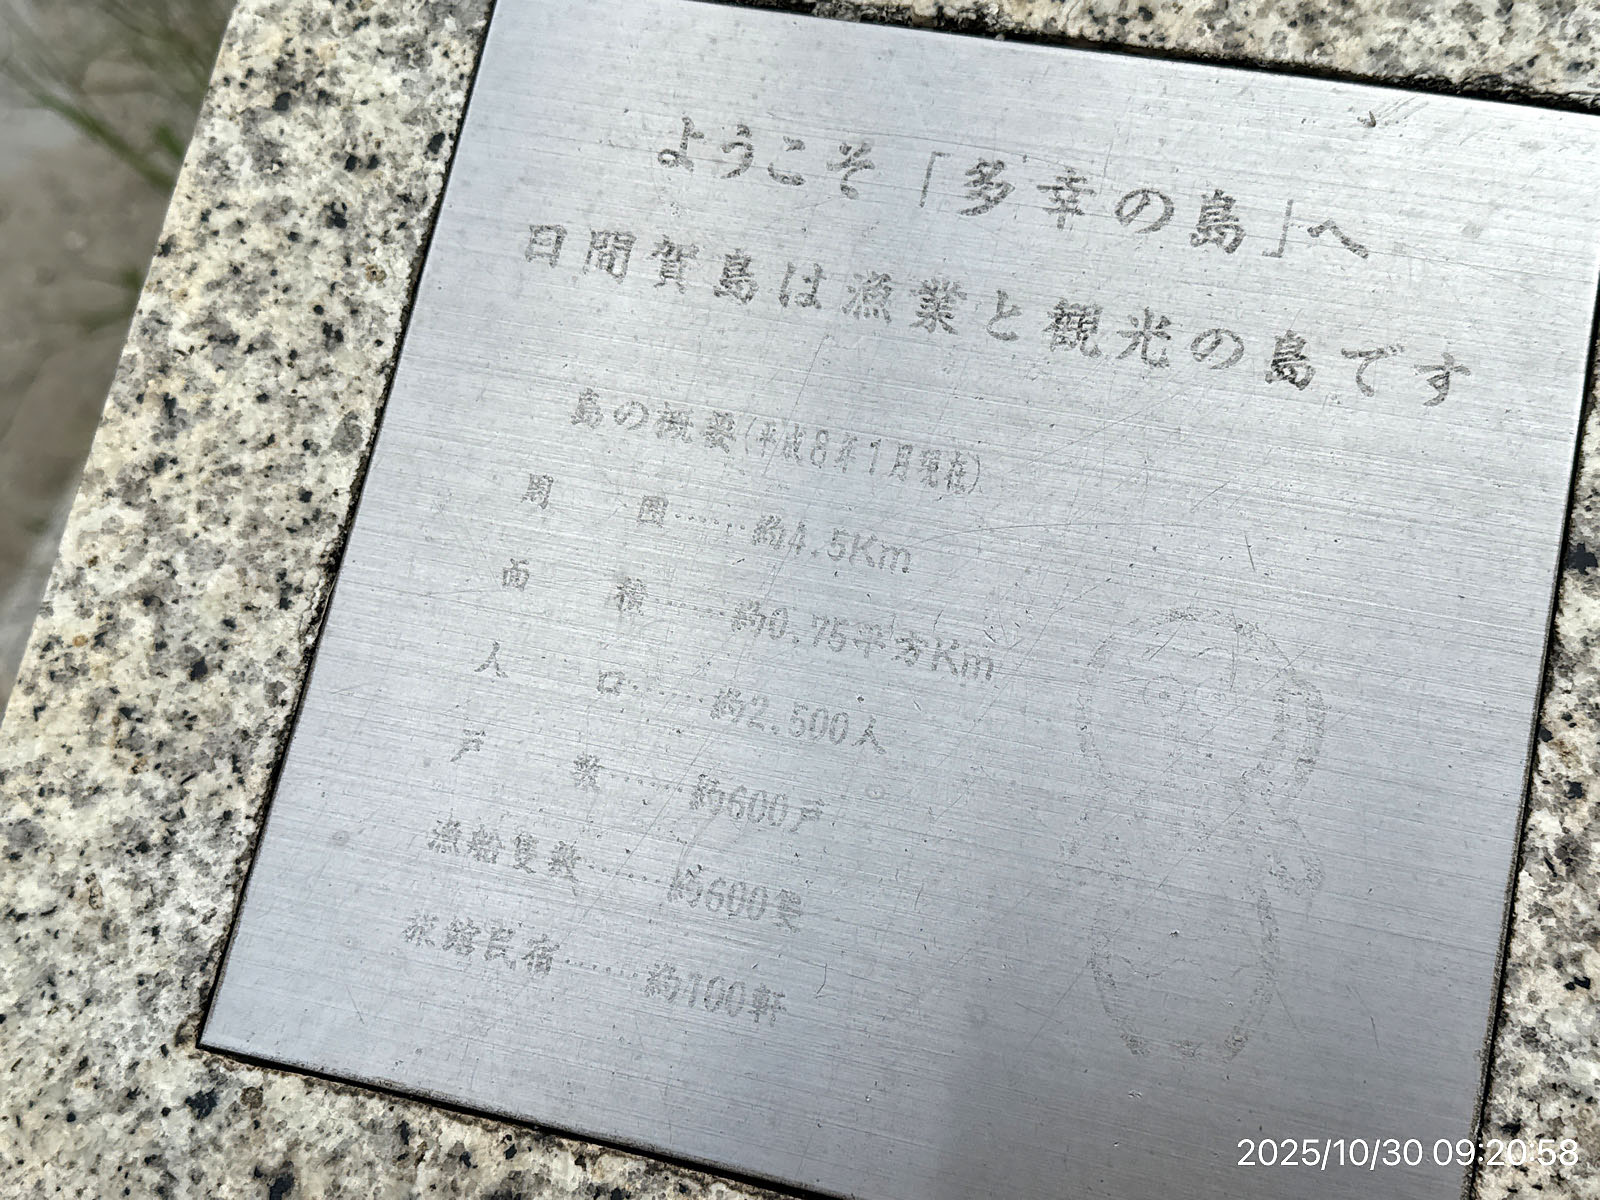 ようこそ「多幸の島」へ
日間賀島は漁業と観光の島です
島の概要(平成8年1月現在)
周　囲……約4.5Km
面　積……約0.75平方Km
人　口……約2,500人
戸　数……約600戸
漁船隻数……約600隻
旅館民宿……約100軒
2025/10/30 09:20:58